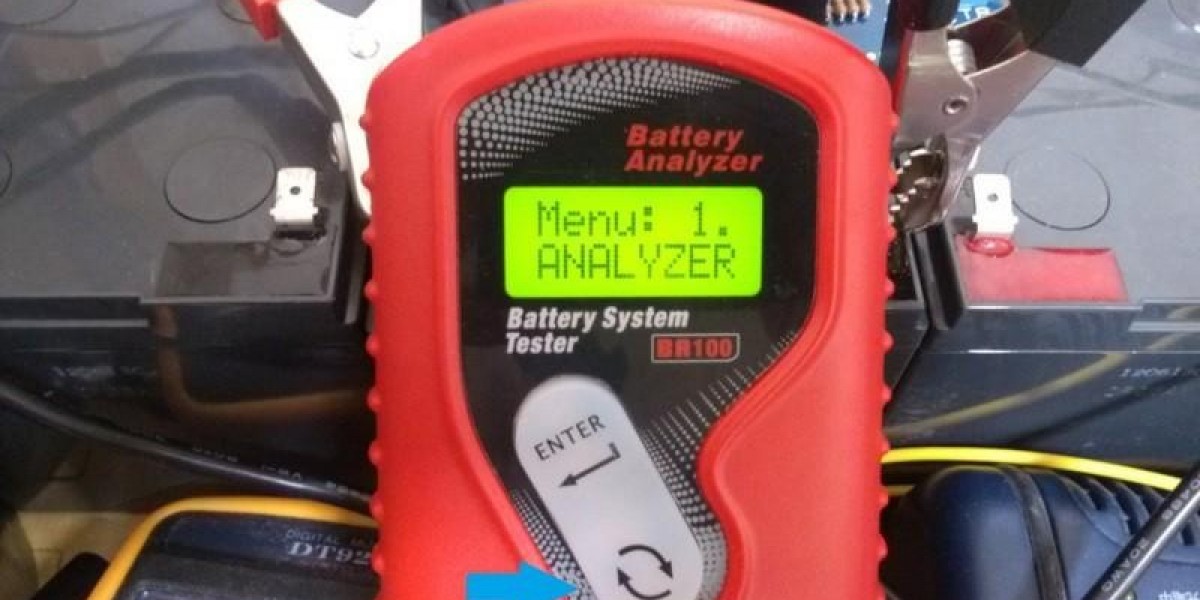 Battery
Analyzer
Menu: 1.
ANALYZER
Battery System
Tester
BR100
ENTER